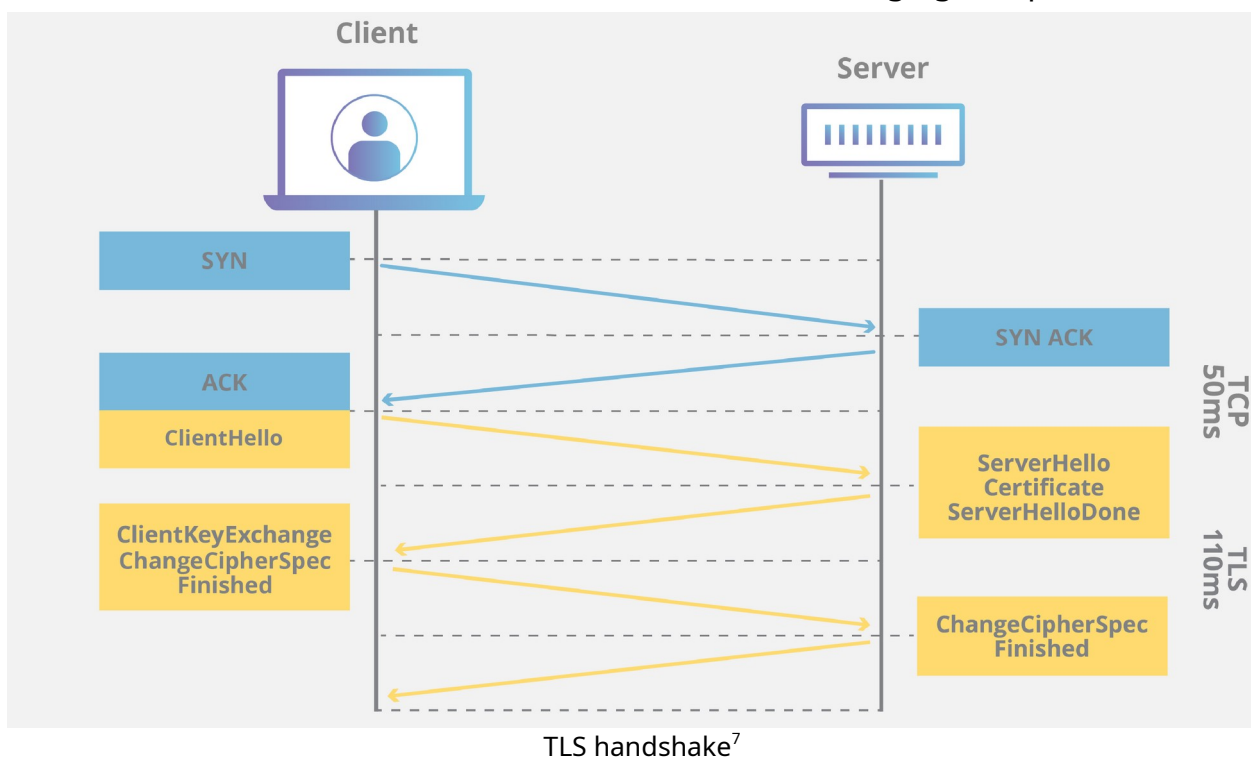 Client
Server
SYN
SYN ACK
ACK
ClientHello
TCP
50ms
ServerHello
Certificate
ServerHelloDone
ClientKeyExchange
ChangeCipherSpec
Finished
TLS
110ms
ChangeCipherSpec
Finished
TLS handshake⁷